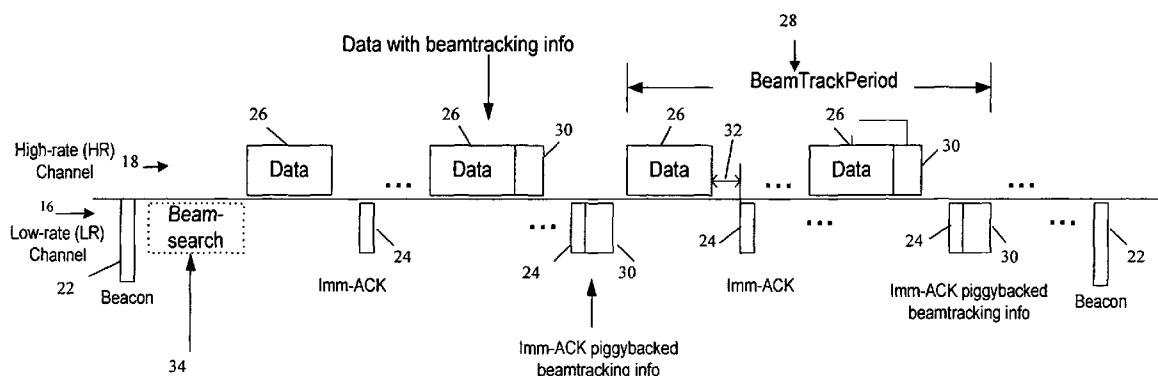 28
Data with beamtracking info
BeamTrackPeriod
26
26
30
26
32
26
30
High-rate (HR)
Channel
18
Data
Data
Data
Data
...
...
...
16
Low-rate (LR)
Channel
Beam-
search
...
...
...
22
24
24
30
24
24
30
22
Beacon
Imm-ACK
Imm-ACK
Imm-ACK piggybacked
beamtracking info
Beacon
34
Imm-ACK piggybacked
beamtracking info